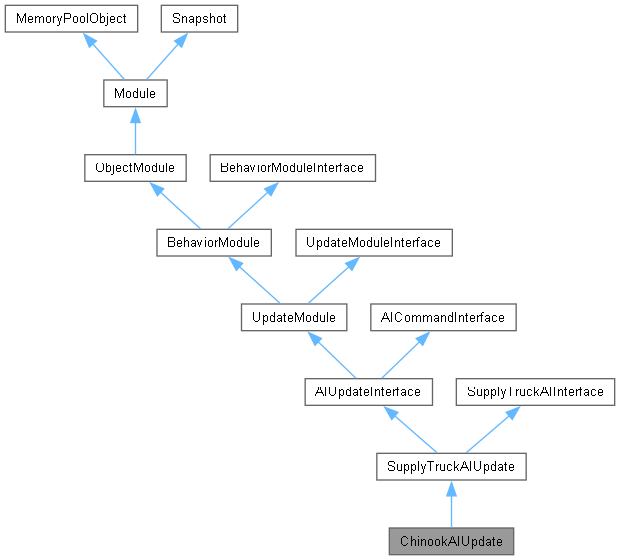 MemoryPoolObject
Snapshot
Module
ObjectModule
BehaviorModuleInterface
BehaviorModule
UpdateModuleInterface
UpdateModule
AICommandInterface
AIUpdateInterface
SupplyTruckAIInterface
SupplyTruckAIUpdate
ChinookAIUpdate